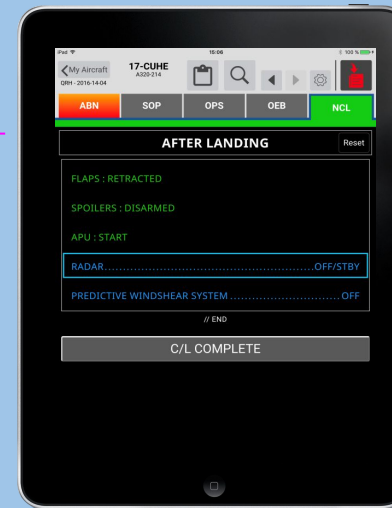 iPad 15:06 100 %
My Aircraft 17-CUHE
QRH - 2016-14-04 A320-214
ABN SOP OPS OEB NCL
AFTER LANDING Reset
FLAPS : RETRACTED
SPOILERS : DISARMED
APU : START
RADAR..................................................OFF/STBY
PREDICTIVE WINDSHEAR SYSTEM.............................. OFF
// END
C/L COMPLETE